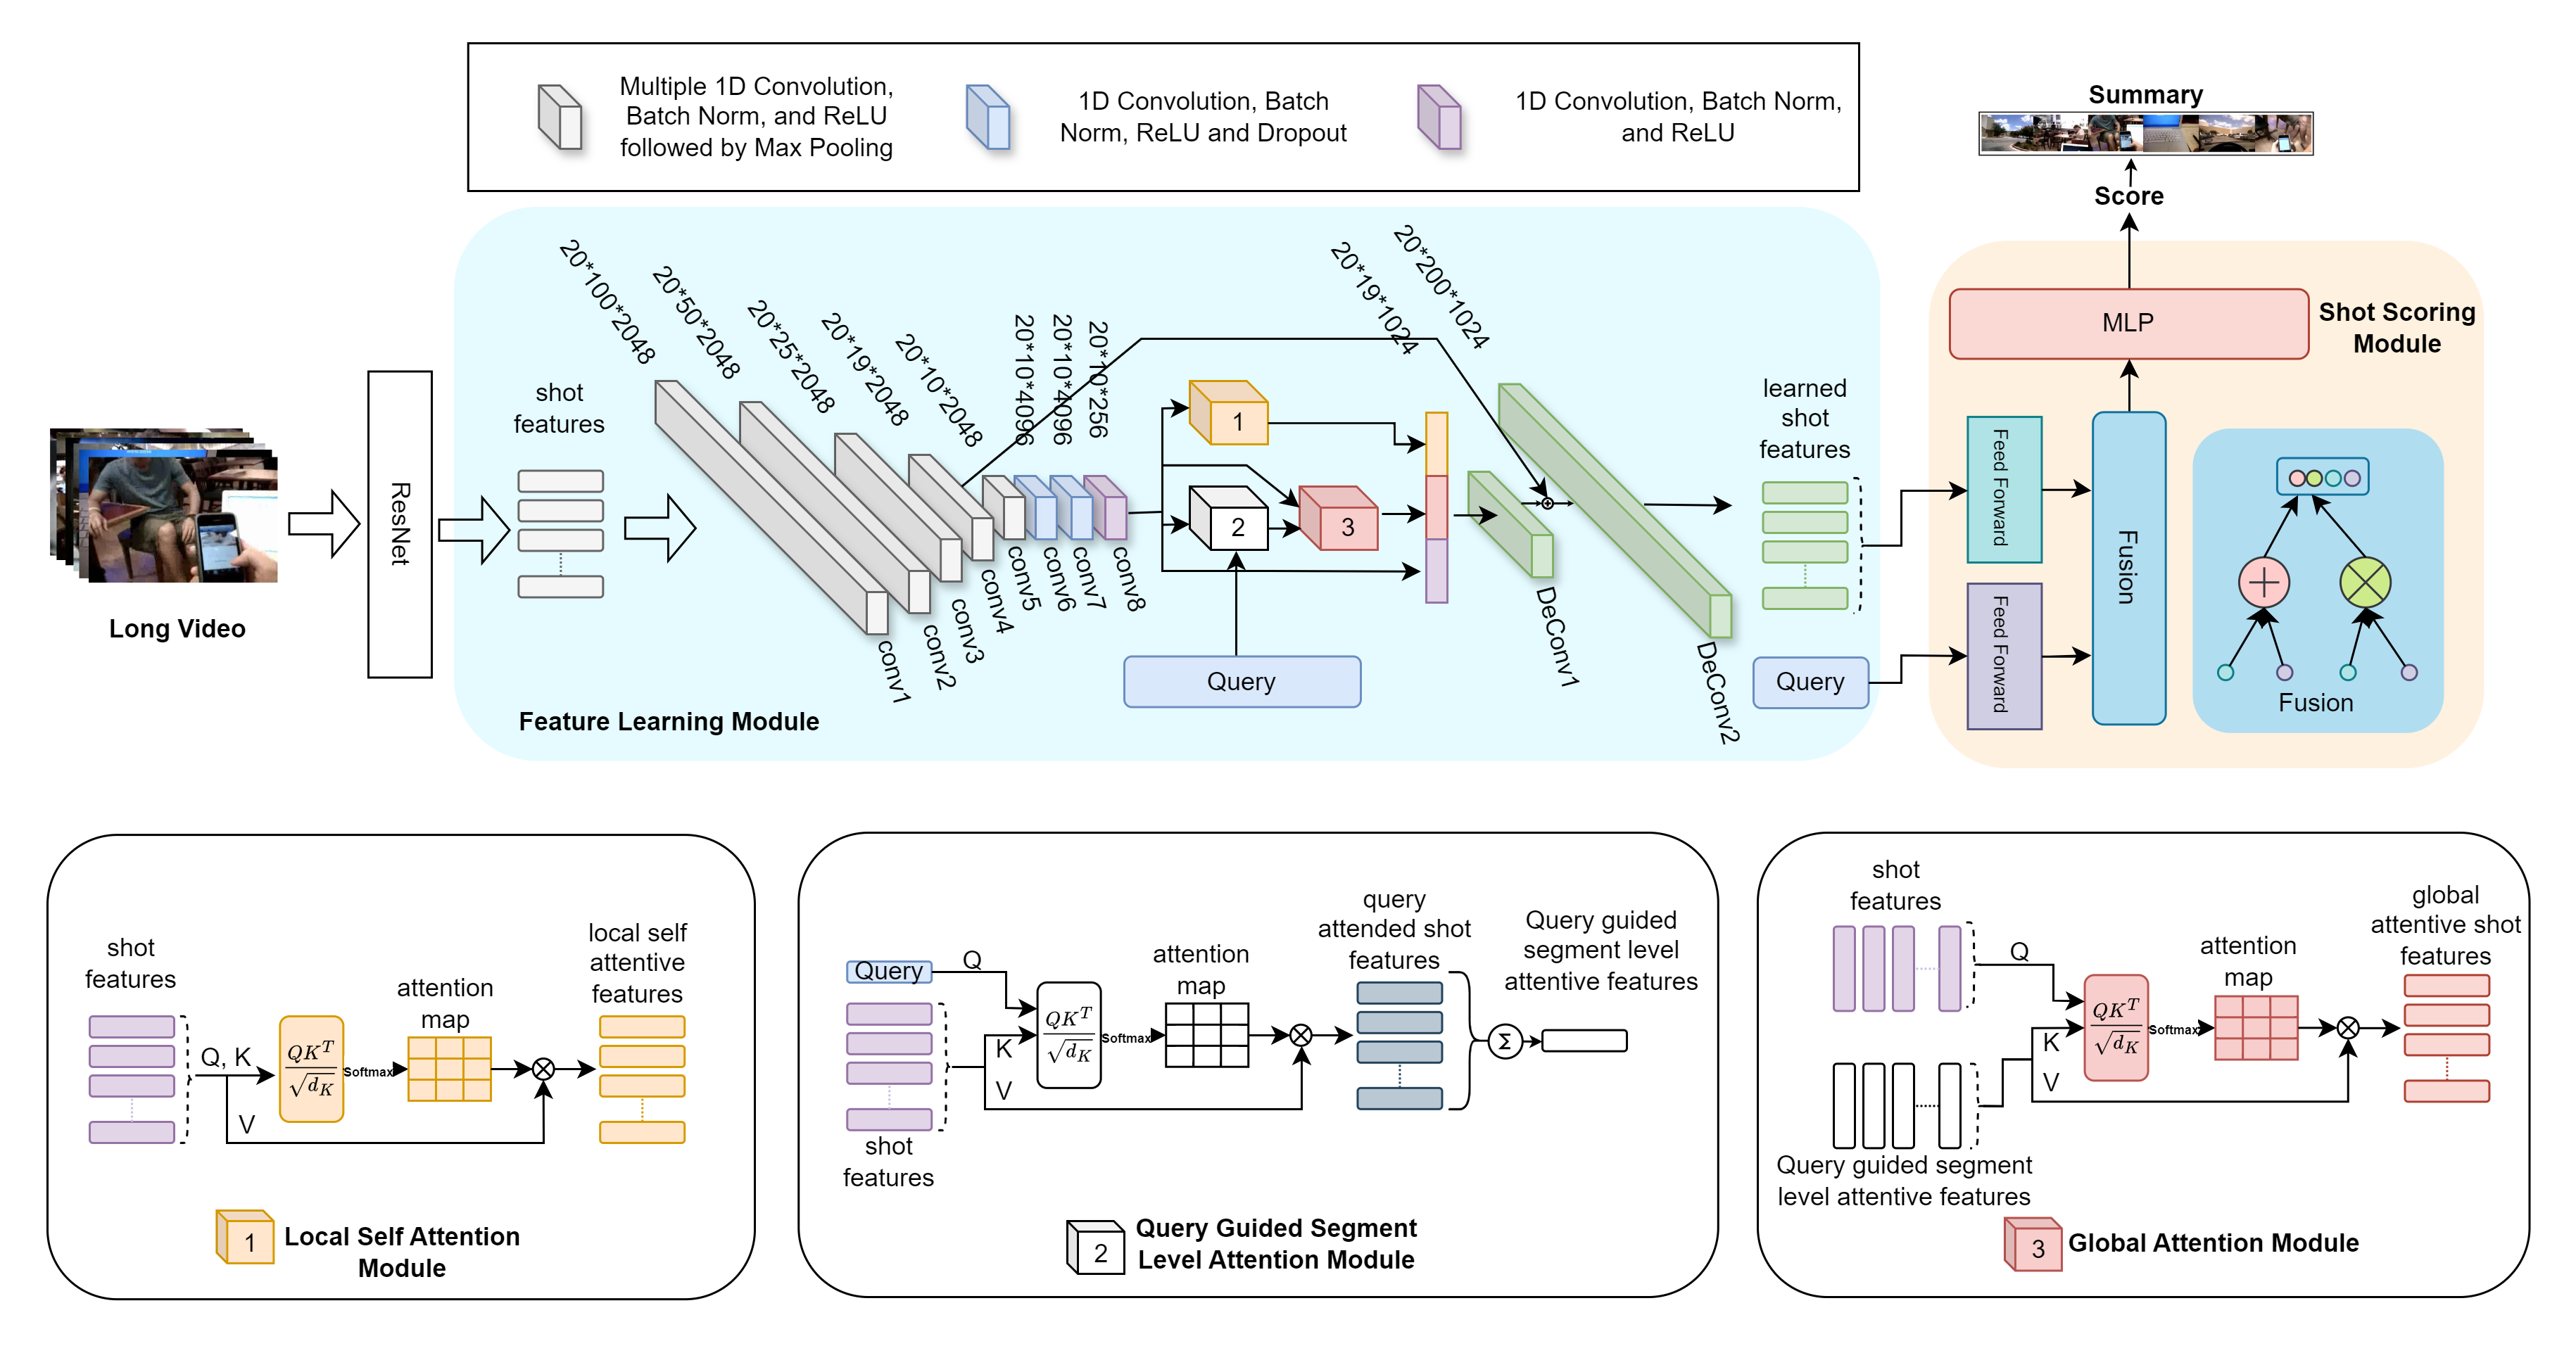 Multiple 1D Convolution,
Batch Norm, and ReLU
followed by Max Pooling
1D Convolution, Batch
Norm, ReLU and Dropout
1D Convolution, Batch Norm,
and ReLU
Summary
Score
MLP
Shot Scoring
Module
Feed Forward
Feed Forward
Fusion
Fusion
Long Video
ResNet
shot
features
20*100*2048
20*50*2048
20*25*2048
20*19*2048
20*10*2048
20*10*4096
20*10*4096
20*10*256
20*19*1024
20*200*1024
conv1
conv2
conv3
conv4
conv5
conv6
conv7
conv8
1
2
3
DeConv1
DeConv2
learned
shot
features
Query
Query
Feature Learning Module
shot
features
Q, K
V
QK^T
√d_K
Softmax
attention
map
local self
attentive
features
1
Local Self Attention
Module
Query
Q
K
V
shot
features
QK^T
√d_K
Softmax
attention
map
query
attended shot
features
Σ
Query guided
segment level
attentive features
2
Query Guided Segment
Level Attention Module
shot
features
Q
K
V
Query guided segment
level attentive features
QK^T
√d_K
Softmax
attention
map
global
attentive shot
features
3
Global Attention Module